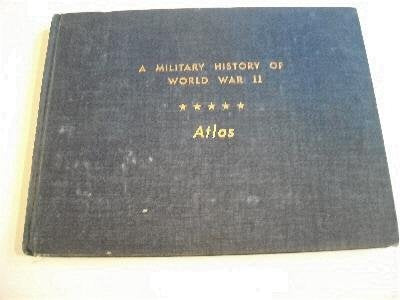 A MILITARY HISTORY OF
WORLD WAR II
★ ★ ★ ★ ★
Atlas